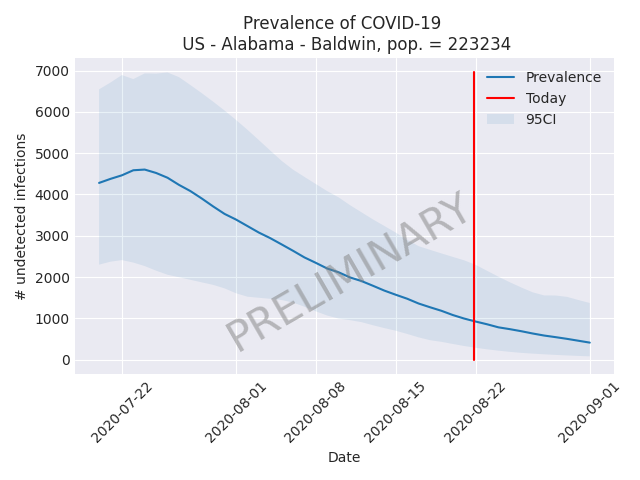 Prevalence of COVID-19
US - Alabama - Baldwin, pop. = 223234
# undetected infections
7000
6000
5000
4000
3000
2000
1000
0
Prevalence
Today
95CI
PRELIMINARY
2020-07-22
2020-08-01
2020-08-08
2020-08-15
2020-08-22
2020-09-01
Date